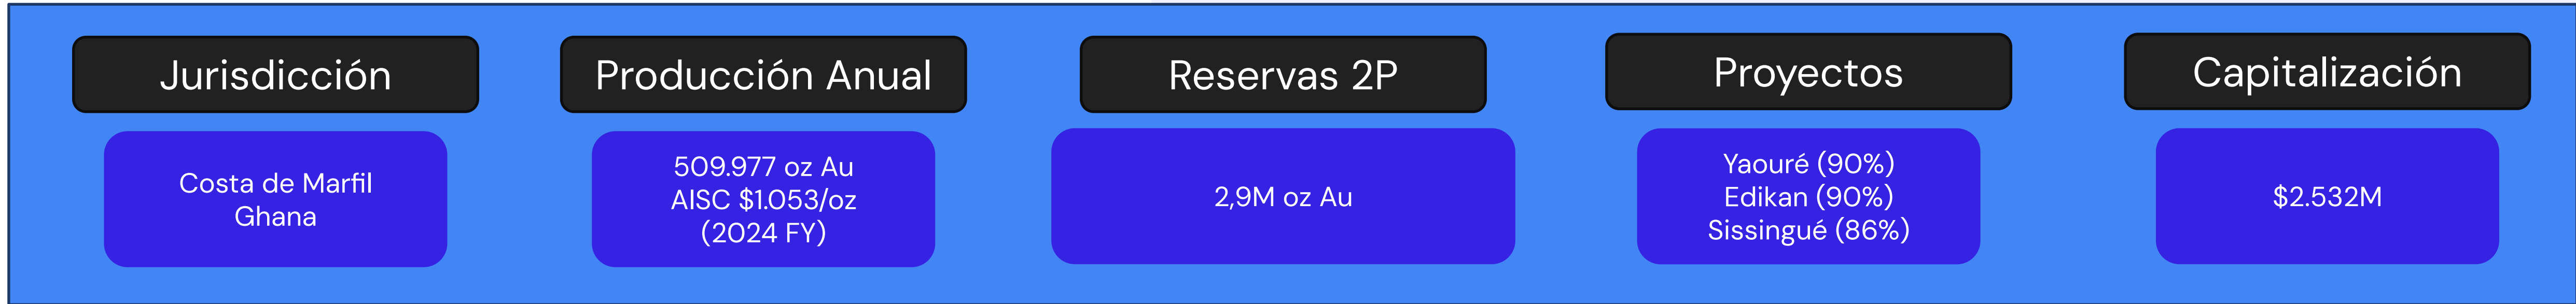 Jurisdicción
Costa de Marfil
Ghana
Producción Anual
509.977 oz Au
AISC $1.053/oz
(2024 FY)
Reservas 2P
2,9M oz Au
Proyectos
Yaouré (90%)
Edikan (90%)
Sissingué (86%)
Capitalización
$2.532M